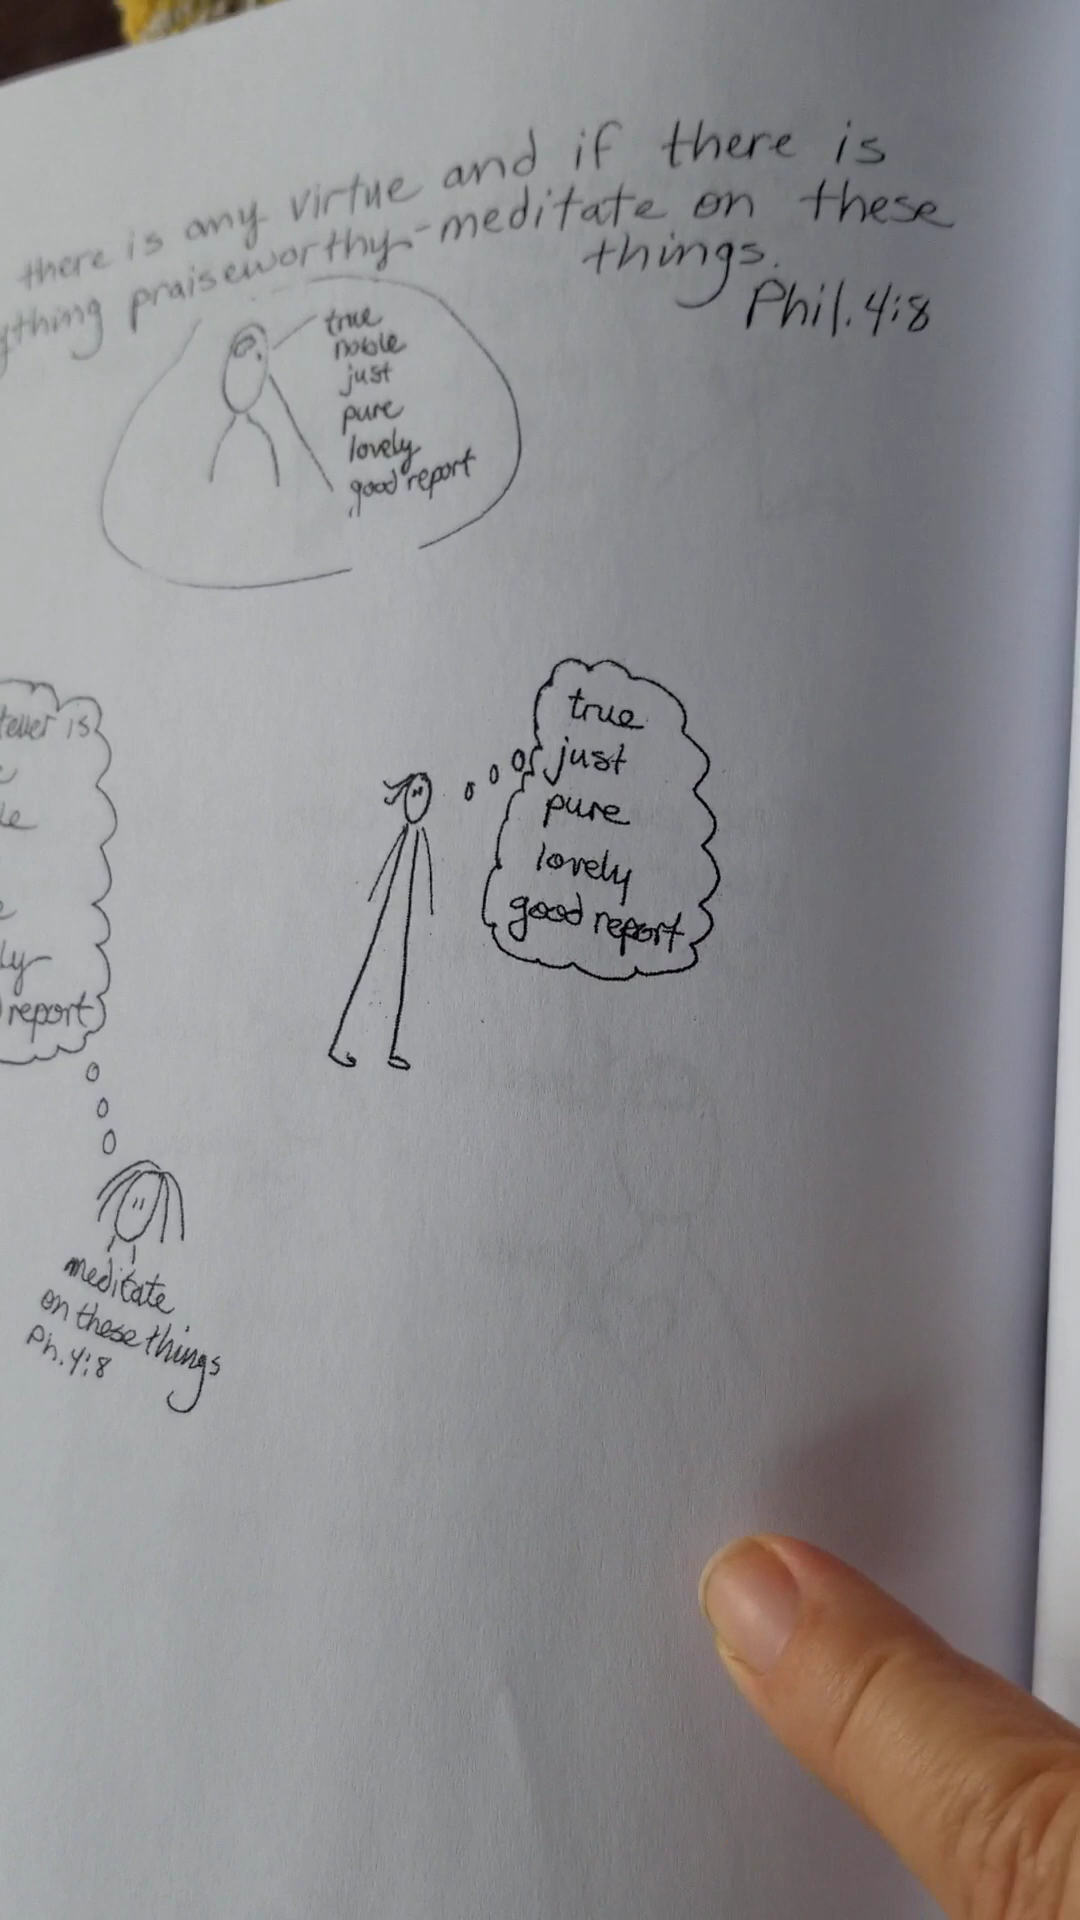 there is any virtue and if there is
praiseworthy-meditate on these
things.
Phil. 4:8
true
noble
just
pure
lovely
good report
is
report
true
just
pure
lovely
good report
meditate
on these things
Ph. 4:8